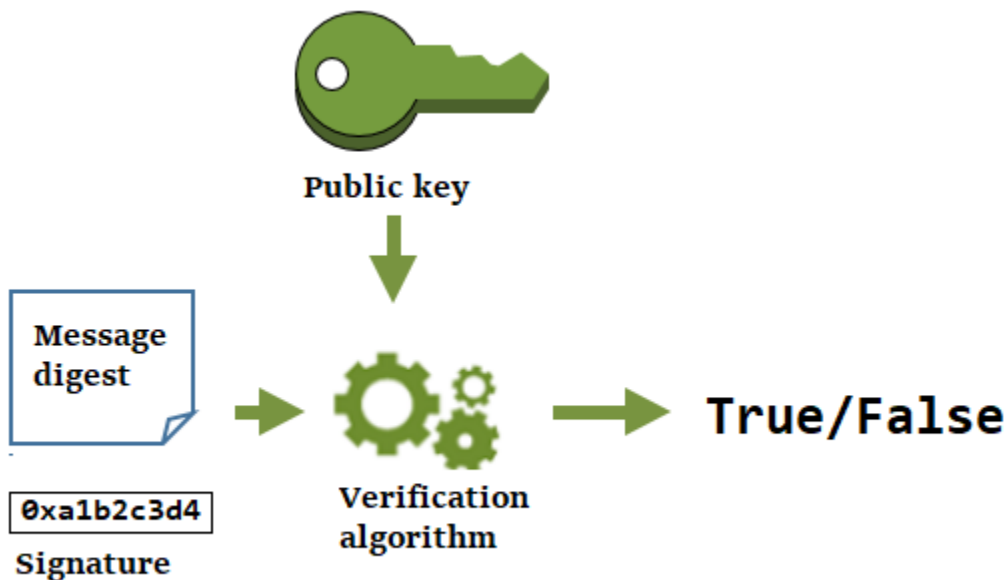 Public key
Message
digest
True/False
0xa1b2c3d4
Verification
algorithm
Signature